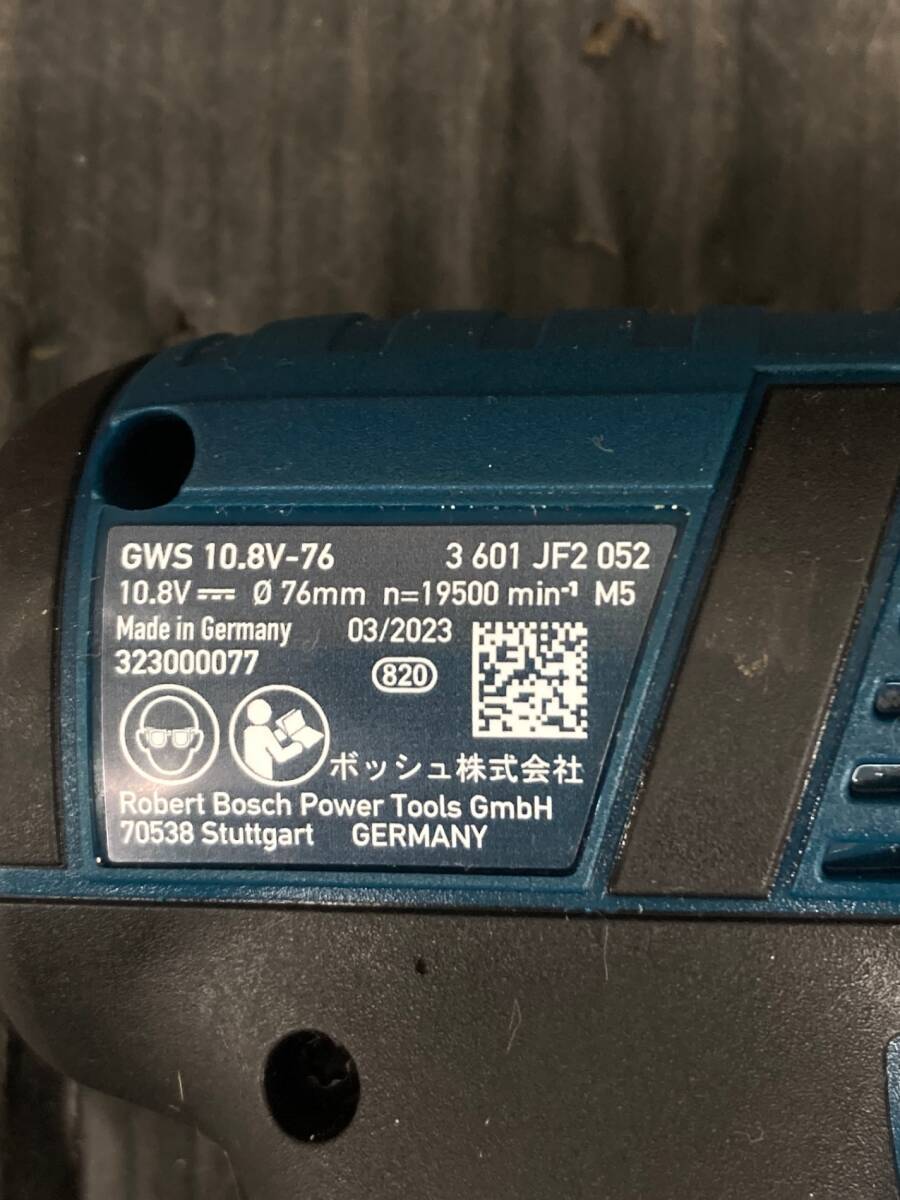 GWS 10.8V-76 3 601 JF2 052
10.8V ⎓ Ø 76mm n=19500 min⁻¹ M5
Made in Germany 03/2023
323000077
820
ボッシュ株式会社
Robert Bosch Power Tools GmbH
70538 Stuttgart GERMANY